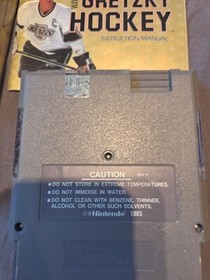 GRETZKY
HOCKEY
INSTRUCTION MANUAL
KINGS
CAUTION
● DO NOT STORE IN EXTREME TEMPERATURES.
● DO NOT IMMERSE IN WATER.
● DO NOT CLEAN WITH BENZENE, THINNER,
ALCOHOL OR OTHER SUCH SOLVENTS.
©Nintendo 1985